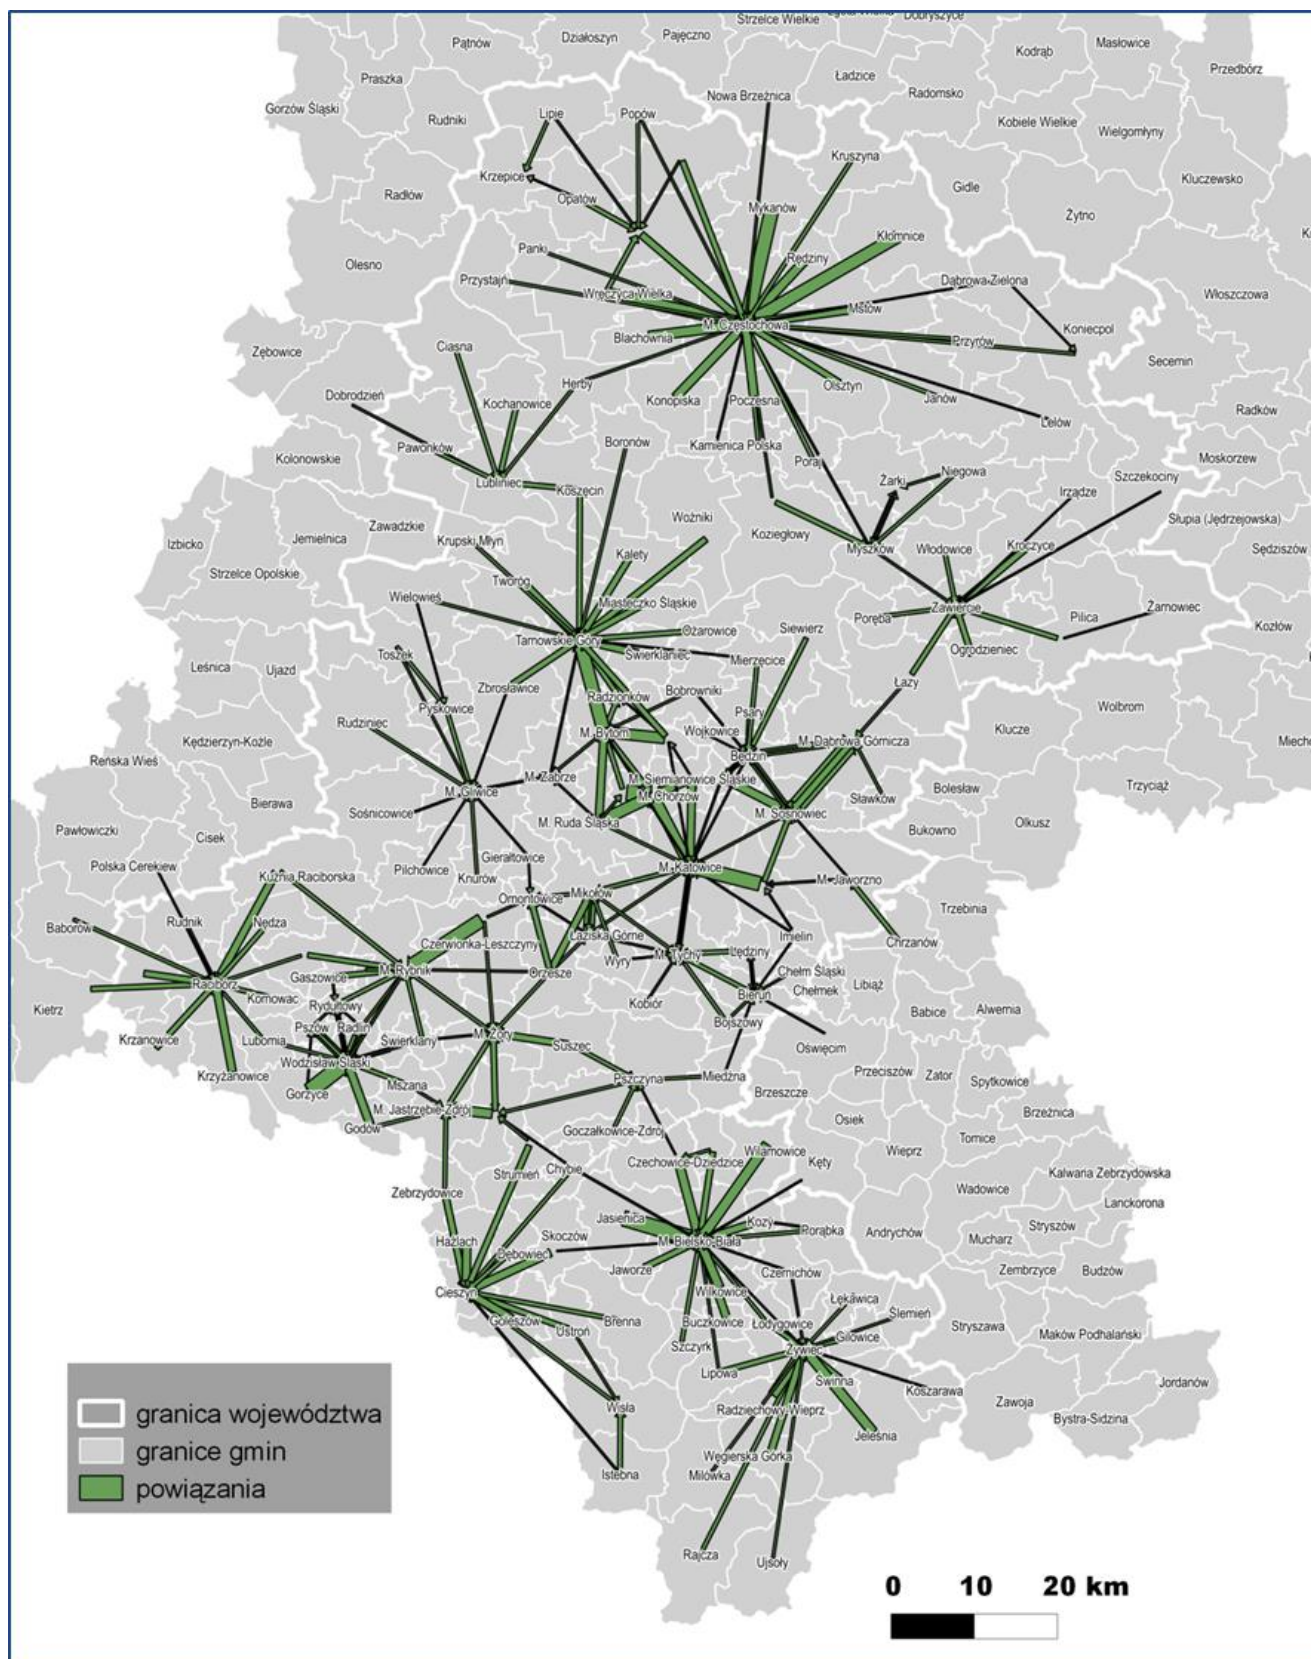 Strzelce Wielkie
Dobryszyce
Pątnów
Działoszyn
Pajęczno
Kodrąb
Masłowice
Przedbórz
Praszka
Ładzice
Gorzów Śląski
Rudniki
Nowa Brzeźnica
Radomsko
Lipie
Popów
Kobiele Wielkie
Wielgomłyny
Krzepice
Kruszyna
Kluczewsko
Radłów
Opatów
Mykanów
Gidle
Żytno
Olesno
Panki
Kłomnice
Rędziny
Przystajń
Wręczyca Wielka
Dąbrowa Zielona
Włoszczowa
M. Częstochowa
Mstów
Koniecpol
Zębowice
Ciasna
Blachownia
Przyrów
Secemin
Dobrodzień
Herby
Olsztyn
Kochanowice
Konopiska
Poczesna
Janów
Radków
Kolonowskie
Pawonków
Boronów
Kamienica Polska
Lelów
Moskorzew
Lubliniec
Koszęcin
Poraj
Żarki
Niegowa
Szczekociny
Irządze
Zawadzkie
Woźniki
Słupia (Jędrzejowska)
Izbicko
Jemielnica
Krupski Młyn
Koziegłowy
Myszków
Włodowice
Kroczyce
Sędziszów
Strzelce Opolskie
Kalety
Tworóg
Wielowieś
Miasteczko Śląskie
Poręba
Zawiercie
Pilica
Żarnowiec
Kozłów
Tarnowskie Góry
Ożarowice
Siewierz
Leśnica
Ujazd
Toszek
Świerklaniec
Mierzęcice
Ogrodzieniec
Zbrosławice
Radzionków
Bobrowniki
Łazy
Rudziniec
Pyskowice
Psary
Wolbrom
Kędzierzyn-Koźle
M. Bytom
Wojkowice
M. Dąbrowa Górnicza
Klucze
Reńska Wieś
Będzin
M. Zabrze
M. Siemianowice Śląskie
Trzyciąż
M. Gliwice
M. Chorzów
Sławków
Bolesław
Bierawa
Sośnicowice
M. Ruda Śląska
M. Sosnowiec
Olkusz
Pawłowiczki
Cisek
Bukowno
Polska Cerekiew
Gierałtowice
M. Katowice
Kuźnia Raciborska
Pilchowice
Knurów
M. Jaworzno
Ornontowice
Mikołów
Trzebinia
Baborów
Rudnik
Nędza
Łaziska Górne
Imielin
Czerwionka-Leszczyny
Chrzanów
Wyry
M. Tychy
Lędziny
Gaszowice
M. Rybnik
Orzesze
Chełm Śląski
Racibórz
Chełmek
Libiąż
Kietrz
Kornowac
Rydułtowy
Kobiór
Bieruń
Babice
Alwernia
Pszów
Radlin
Bojszowy
Krzanowice
Lubomia
Świerklany
M. Żory
Suszec
Oświęcim
Wodzisław Śląski
Krzyżanowice
Mszana
Pszczyna
Miedźna
Przeciszów
Zator
Spytkowice
Gorzyce
Brzeszcze
M. Jastrzębie-Zdrój
Brzeźnica
Godów
Goczałkowice-Zdrój
Osiek
Tomice
Wieprz
Czechowice-Dziedzice
Wilamowice
Kęty
Strumień
Chybie
Kalwaria Zebrzydowska
Zebrzydowice
Wadowice
Lanckorona
Jasienica
Kozy
Porąbka
Andrychów
Stryszów
Hażlach
Skoczów
M. Bielsko-Biała
Mucharz
Dębowiec
Jaworze
Czernichów
Zembrzyce
Budzów
Cieszyn
Wilkowice
Łękawica
Ślemień
Goleszów
Brenna
Ustroń
Buczkowice
Łodygowice
Gilowice
Stryszawa
Maków Podhalański
Szczyrk
Żywiec
Lipowa
Świnna
Koszarawa
Jordanów
Wisła
Radziechowy-Wieprz
Zawoja
Bystra-Sidzina
Jeleśnia
Węgierska Górka
Istebna
Milówka
Rajcza
Ujsoły
granica województwa
granice gmin
powiązania
0 10 20 km